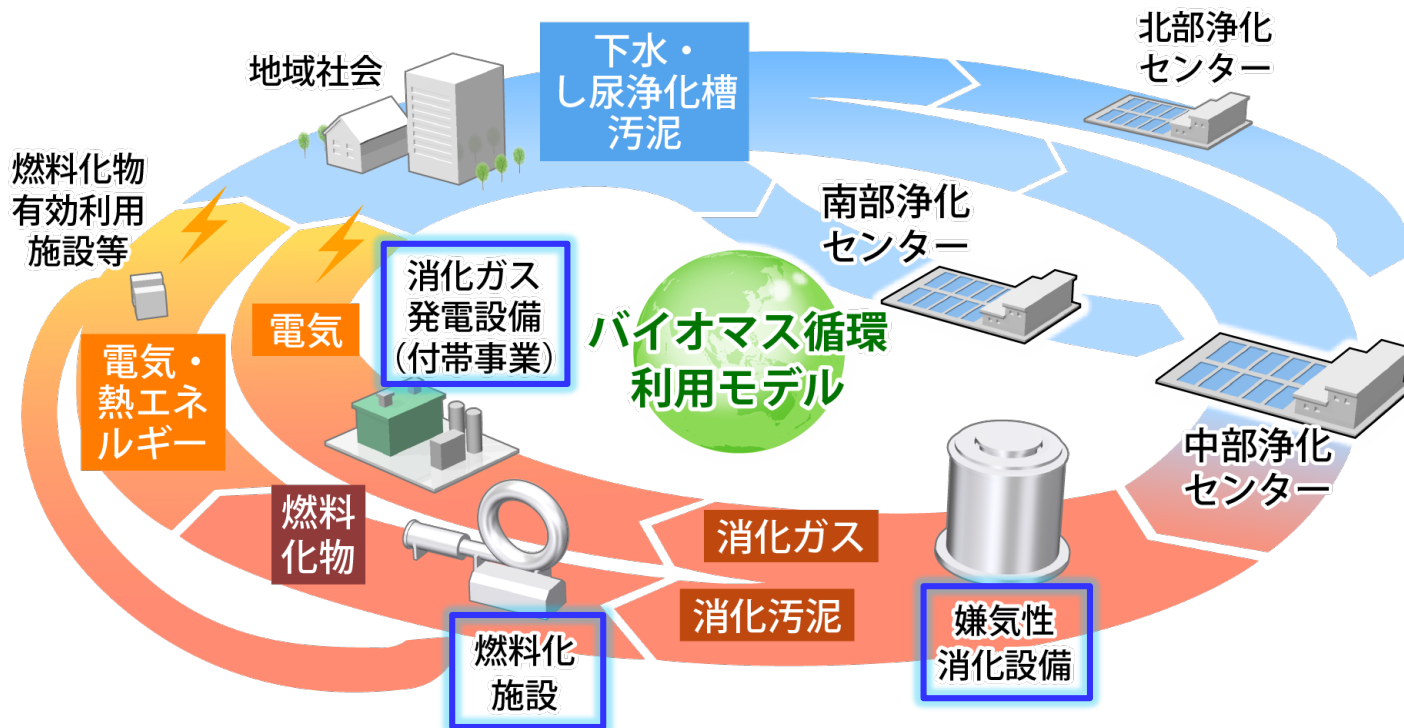 北部浄化
センター
下水・
し尿浄化槽
汚泥
地域社会
燃料化物
有効利用
施設等
南部浄化
センター
消化ガス
発電設備
（付帯事業）
電気
バイオマス循環
利用モデル
電気・
熱エネ
ルギー
中部浄化
センター
燃料
化物
消化ガス
消化汚泥
嫌気性
消化設備
燃料化
施設